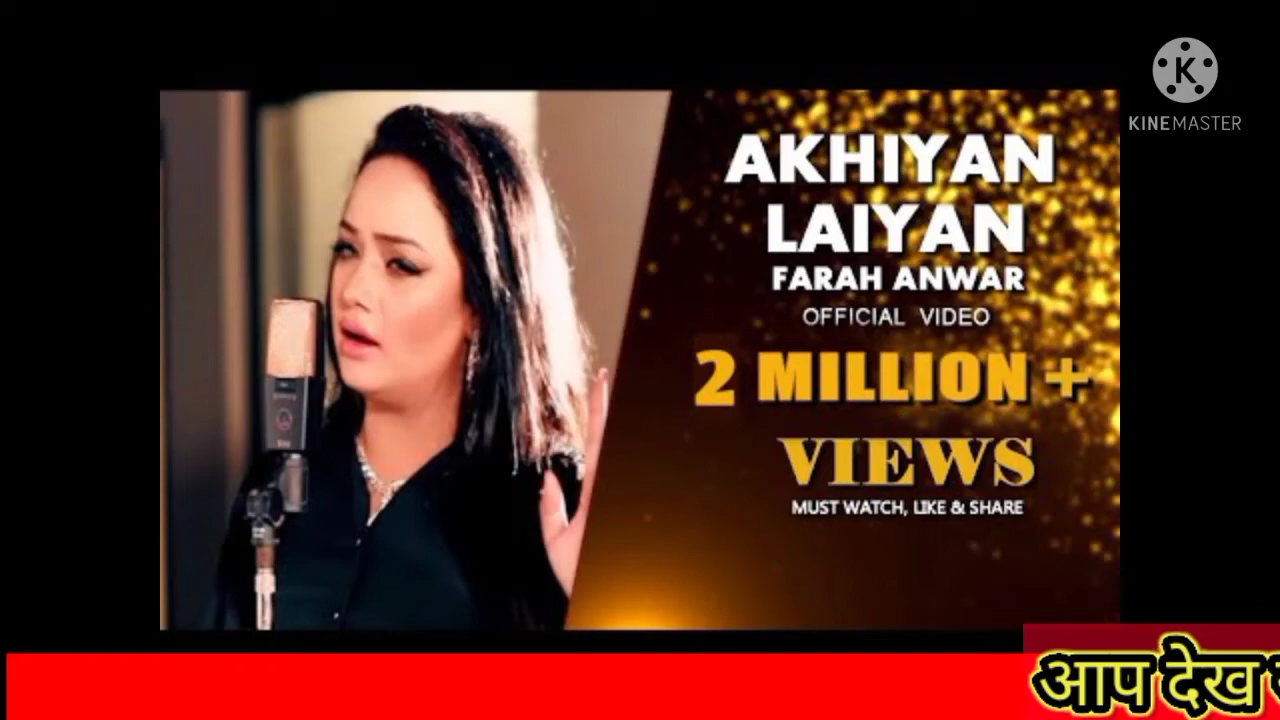 KINEMASTER
AKHIYAN
LAIYAN
FARAH ANWAR
OFFICIAL VIDEO
2 MILLION +
VIEWS
MUST WATCH, LIKE & SHARE
आप देख